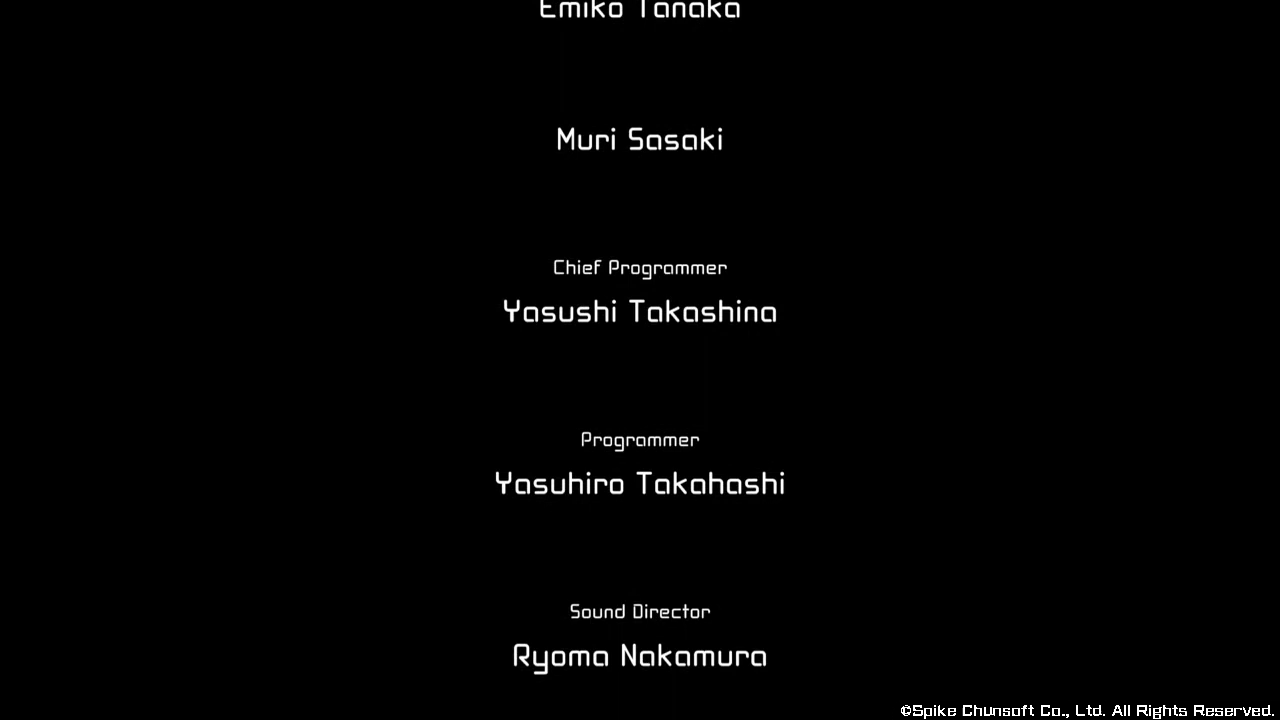 Emiko Tanaka
Muri Sasaki
Chief Programmer
Yasushi Takashina
Programmer
Yasuhiro Takahashi
Sound Director
Ryoma Nakamura
©Spike Chunsoft Co., Ltd. All Rights Reserved.